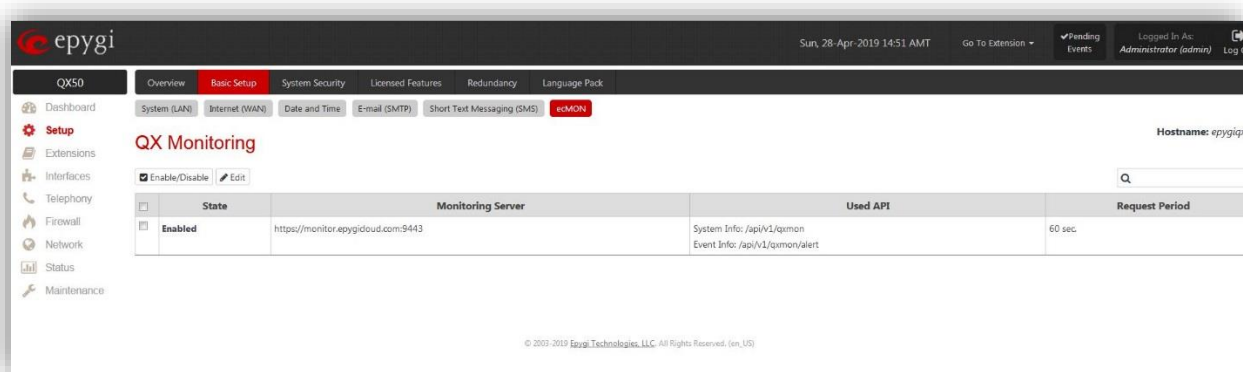 epygi
Sun, 28-Apr-2019 14:51 AMT
Go To Extension
Pending Events
Logged In As:
Administrator (admin)
Log
QX50
Overview
Basic Setup
System Security
Licensed Features
Redundancy
Language Pack
Dashboard
Setup
Extensions
Interfaces
Telephony
Firewall
Network
Status
Maintenance
System (LAN)
Internet (WAN)
Date and Time
E-mail (SMTP)
Short Text Messaging (SMS)
ecMON
QX Monitoring
Hostname: epygiq
Enable/Disable
Edit
State Monitoring Server Used API Request Period
Enabled https://monitor.epygicloud.com:9443 System Info: /api/v1/qxmon 60 sec.
Event Info: /api/v1/qxmon/alert
© 2003-2019 Epygi Technologies, LLC. All Rights Reserved. (en_US)